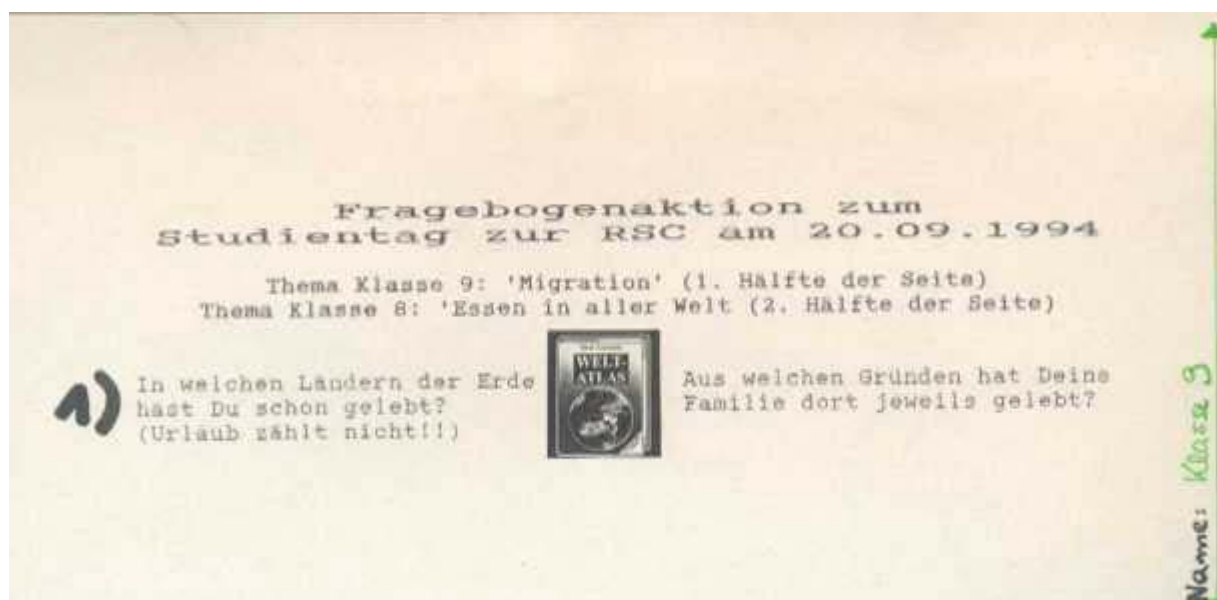 Fragebogenaktion zum
Studientag zur RSC am 20.09.1994
Thema Klasse 9: 'Migration' (1. Hälfte der Seite)
Thema Klasse 8: 'Essen in aller Welt (2. Hälfte der Seite)
1)
In welchen Ländern der Erde
hast Du schon gelebt?
(Urlaub zählt nicht!!)
WELT-
ATLAS
Aus welchen Gründen hat Deine
Familie dort jeweils gelebt?
Name: Klasse 9